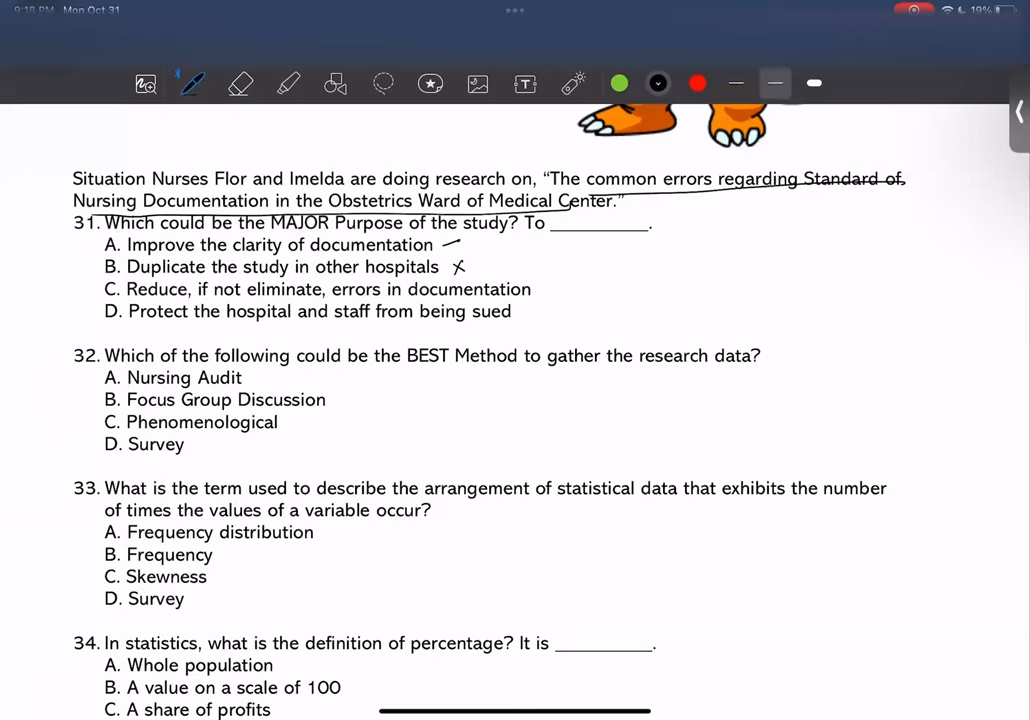 9:18 PM Mon Oct 31
19%
T
Situation Nurses Flor and Imelda are doing research on, “The common errors regarding Standard of
Nursing Documentation in the Obstetrics Ward of Medical Center.”
31. Which could be the MAJOR Purpose of the study? To __________.
A. Improve the clarity of documentation
B. Duplicate the study in other hospitals
C. Reduce, if not eliminate, errors in documentation
D. Protect the hospital and staff from being sued
32. Which of the following could be the BEST Method to gather the research data?
A. Nursing Audit
B. Focus Group Discussion
C. Phenomenological
D. Survey
33. What is the term used to describe the arrangement of statistical data that exhibits the number
of times the values of a variable occur?
A. Frequency distribution
B. Frequency
C. Skewness
D. Survey
34. In statistics, what is the definition of percentage? It is __________.
A. Whole population
B. A value on a scale of 100
C. A share of profits